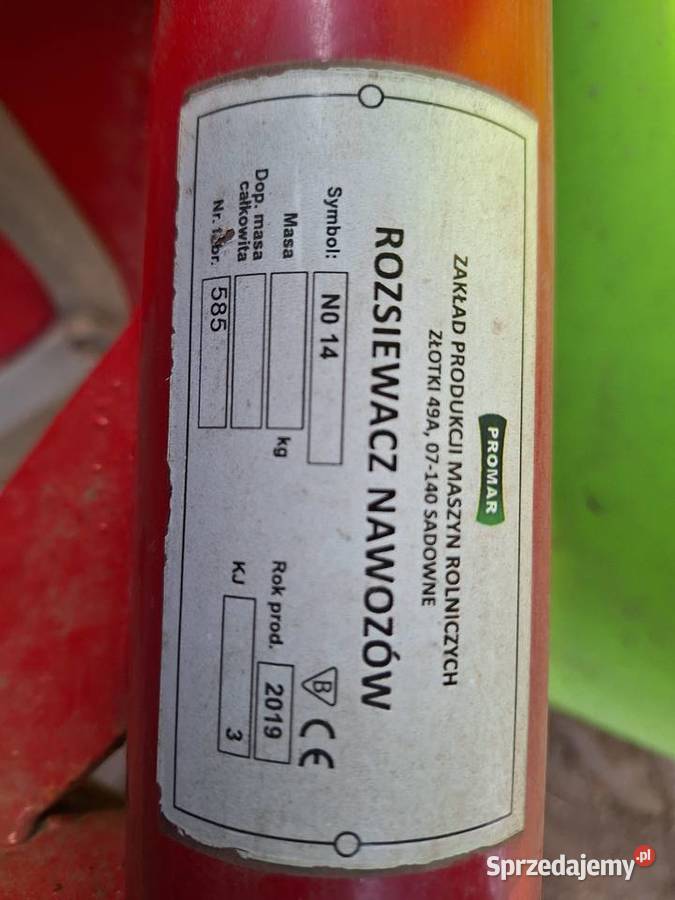 PROMAR
ZAKŁAD PRODUKCJI MASZYN ROLNICZYCH
ZŁOTKI 49A, 07-140 SADOWNE
ROZSIEWACZ NAWOZÓW
Symbol: N0 14
B CE
Masa kg
Rok prod. 2019
Dop. masa
całkowita
KJ 3
Nr. fabr. 585
Sprzedajemy.pl